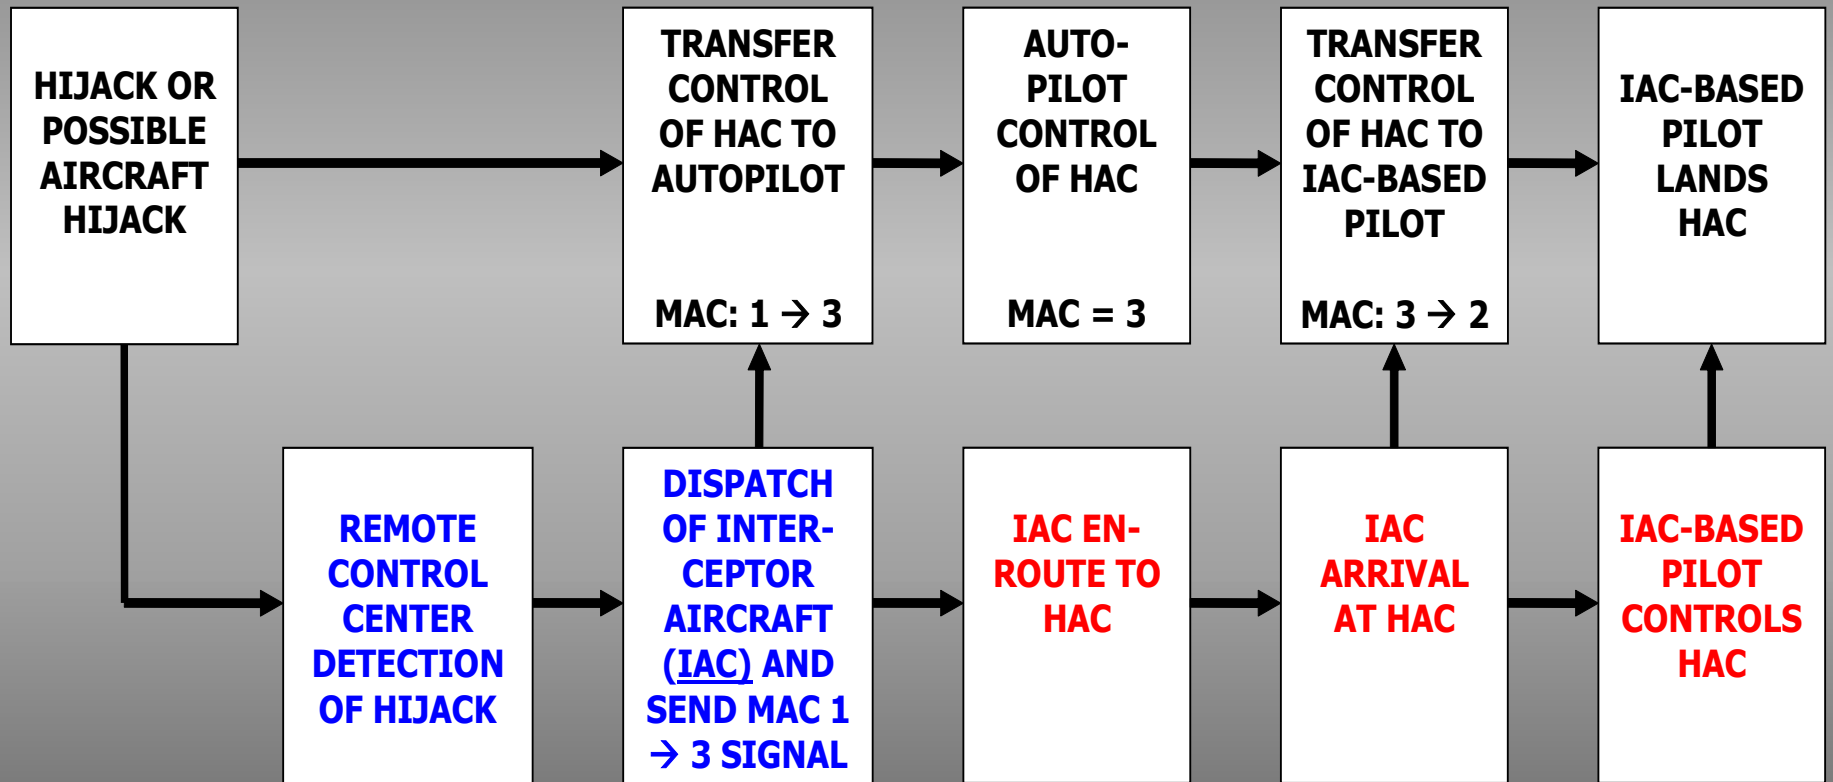 HIJACK OR
POSSIBLE
AIRCRAFT
HIJACK
TRANSFER
CONTROL
OF HAC TO
AUTOPILOT
MAC: 1 → 3
AUTO-
PILOT
CONTROL
OF HAC
MAC = 3
TRANSFER
CONTROL
OF HAC TO
IAC-BASED
PILOT
MAC: 3 → 2
IAC-BASED
PILOT
LANDS
HAC
REMOTE
CONTROL
CENTER
DETECTION
OF HIJACK
DISPATCH
OF INTER-
CEPTOR
AIRCRAFT
(IAC) AND
SEND MAC 1
→ 3 SIGNAL
IAC EN-
ROUTE TO
HAC
IAC
ARRIVAL
AT HAC
IAC-BASED
PILOT
CONTROLS
HAC